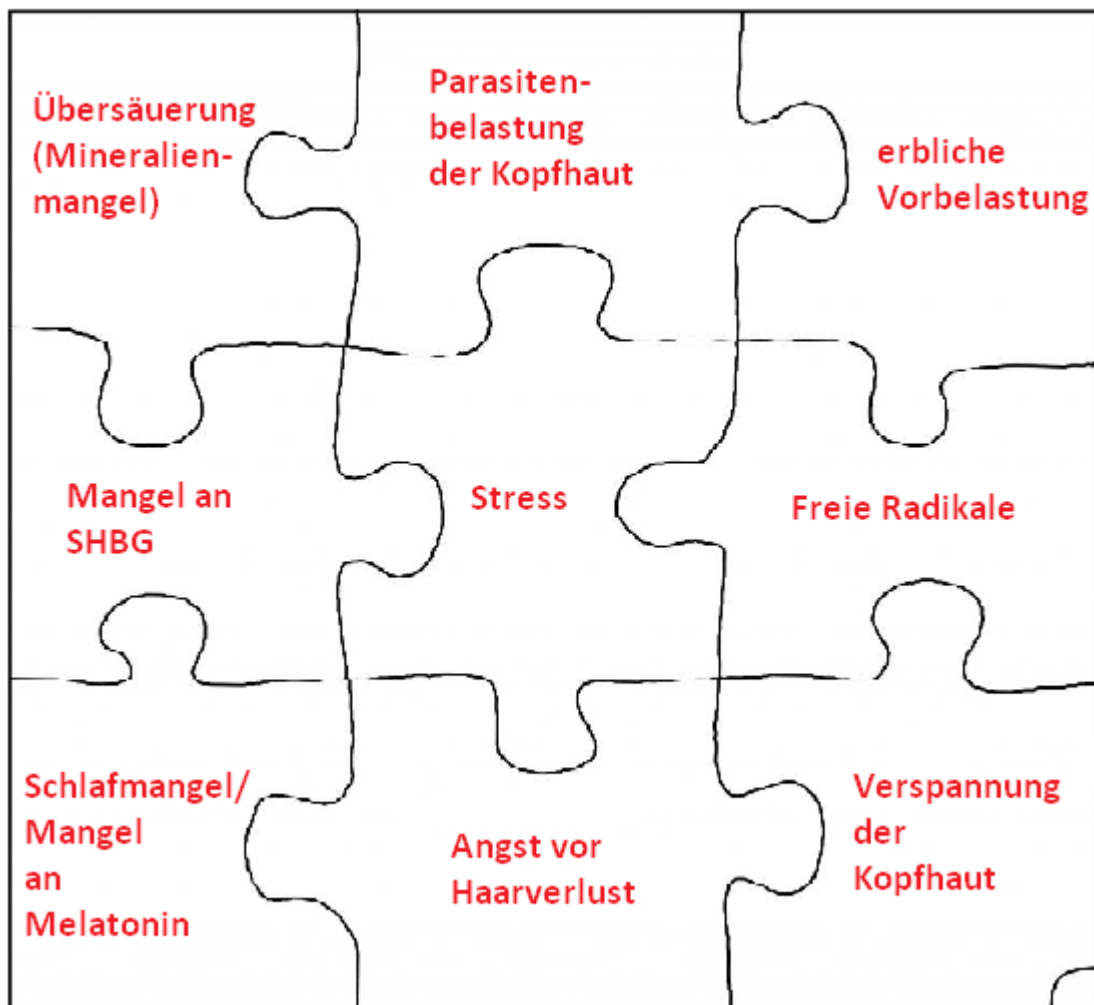 Übersäuerung
(Mineralien-
mangel)
Parasiten-
belastung
der Kopfhaut
erbliche
Vorbelastung
Mangel an
SHBG
Stress
Freie Radikale
Schlafmangel/
Mangel
an
Melatonin
Angst vor
Haarverlust
Verspannung
der
Kopfhaut